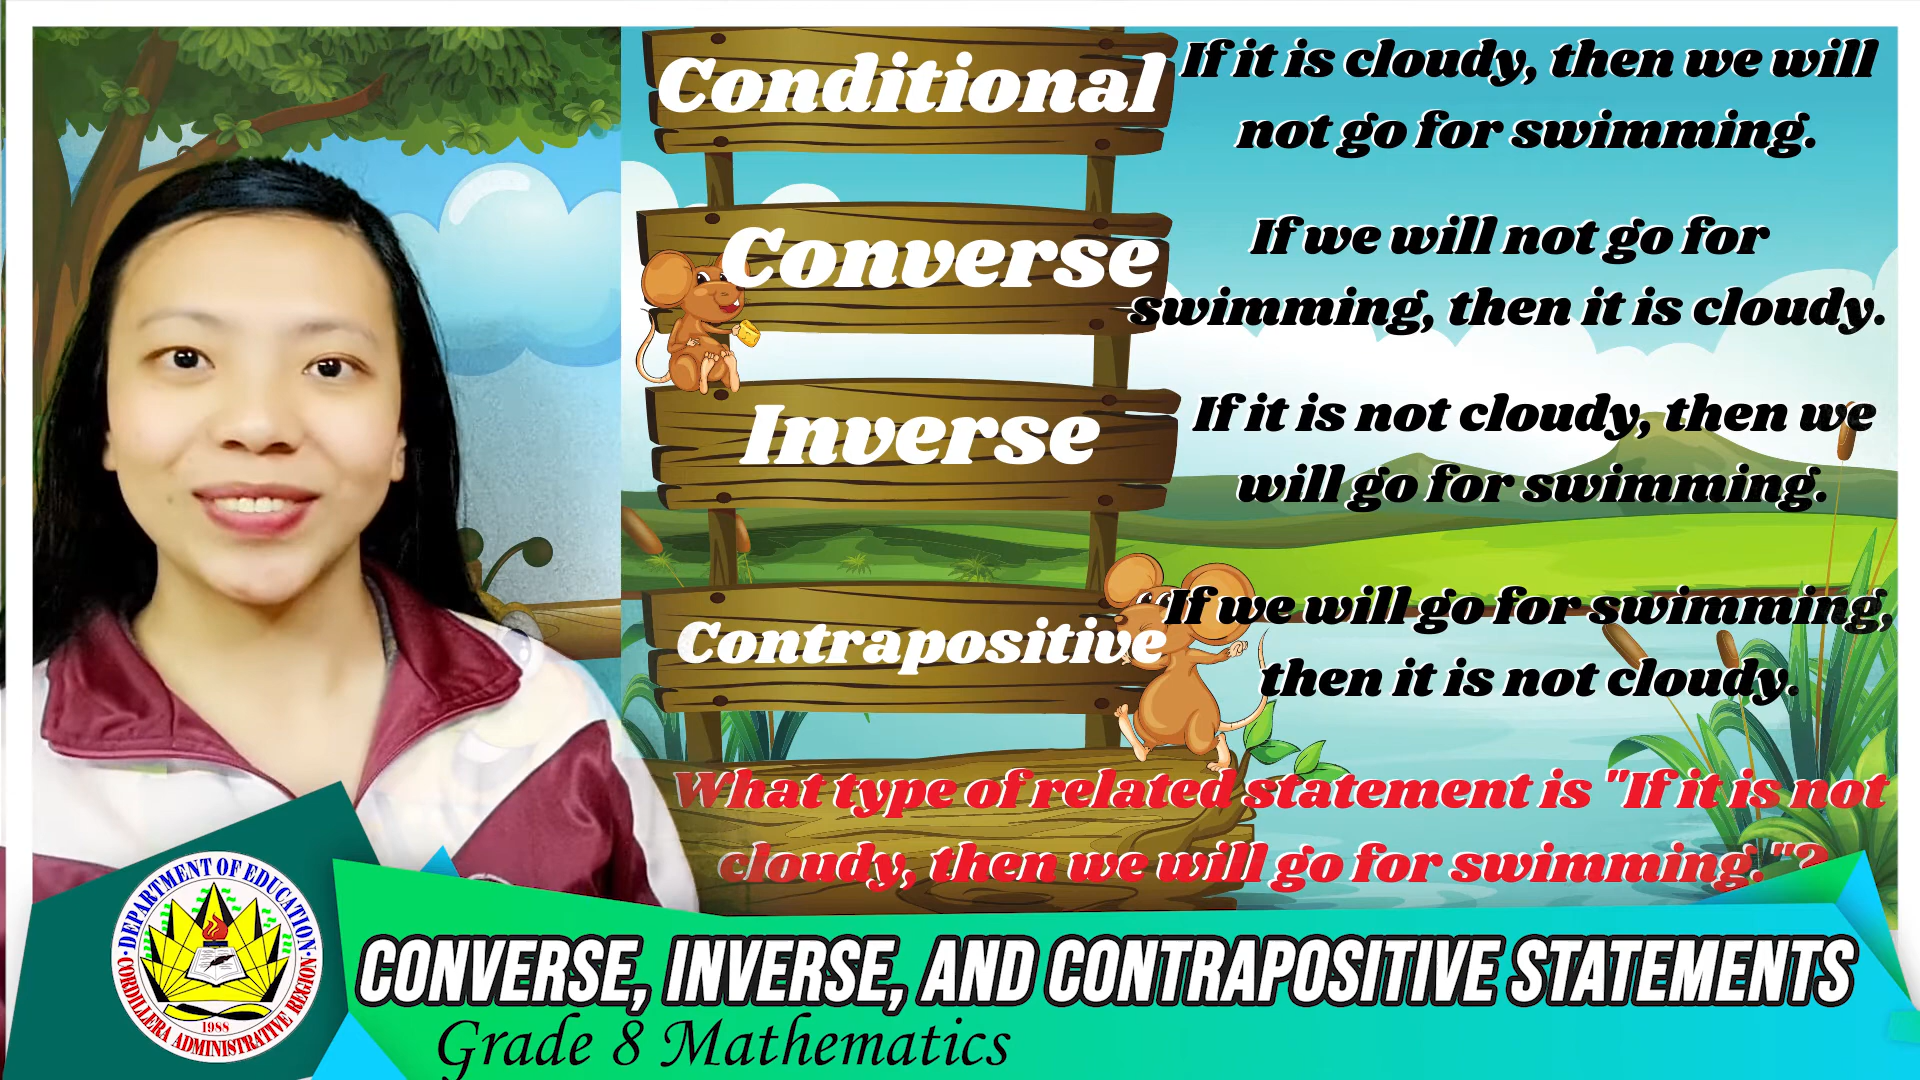 Conditional
If it is cloudy, then we will
not go for swimming.
Converse
If we will not go for
swimming, then it is cloudy.
Inverse
If it is not cloudy, then we
will go for swimming.
Contrapositive
If we will go for swimming,
then it is not cloudy.
What type of related statement is "If it is not
cloudy, then we will go for swimming."?
DEPARTMENT OF EDUCATION
CORDILLERA ADMINISTRATIVE REGION
1988
CONVERSE, INVERSE, AND CONTRAPOSITIVE STATEMENTS
Grade 8 Mathematics